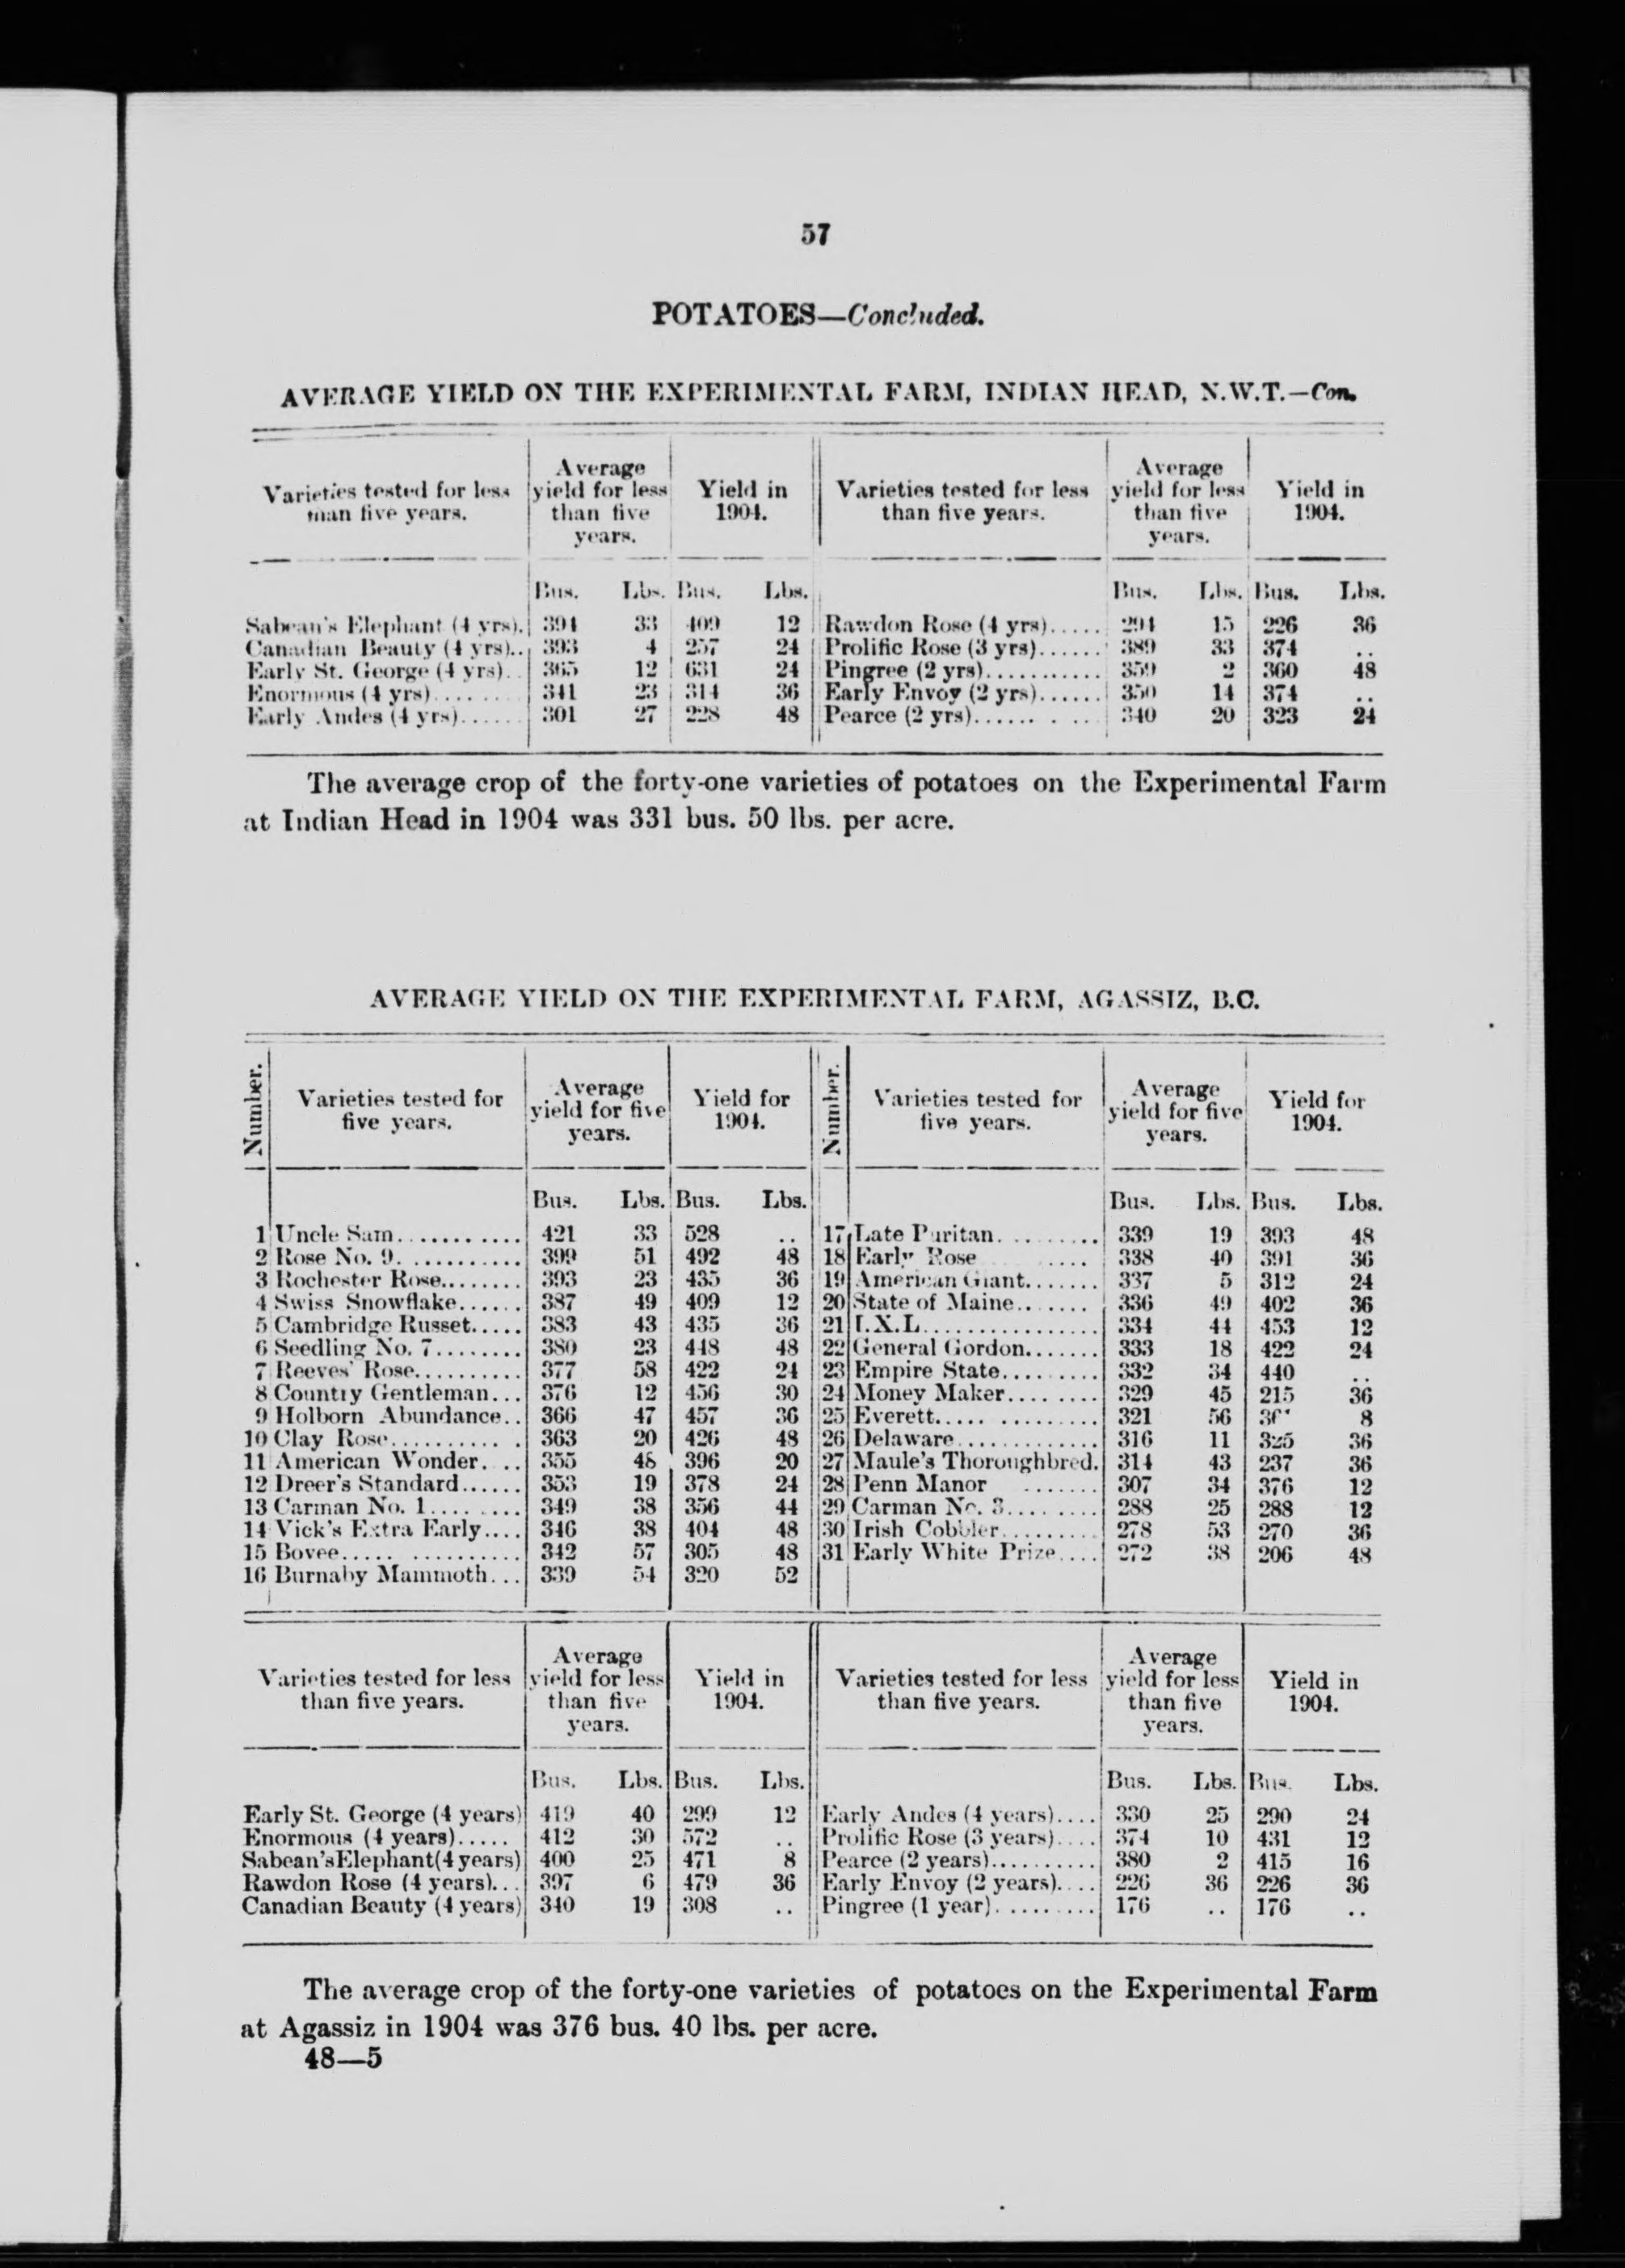 57
POTATOES—Concluded.
AVERAGE YIELD ON THE EXPERIMENTAL FARM, INDIAN HEAD, N.W.T.—Con.
Varieties tested for less than five years. | Average yield for less than five years. | Yield in 1904. | Varieties tested for less than five years. | Average yield for less than five years. | Yield in 1904.
Bus. Lbs. Bus. Lbs. Bus. Lbs. Bus. Lbs.
Sabean's Elephant (4 yrs). 394 33 409 12 Rawdon Rose (4 yrs)..... 294 15 226 36
Canadian Beauty (4 yrs).. 393 4 257 24 Prolific Rose (3 yrs)...... 389 33 374 ..
Early St. George (4 yrs).. 365 12 631 24 Pingree (2 yrs)........... 359 2 360 48
Enormous (4 yrs)........ 341 23 314 36 Early Envoy (2 yrs)...... 350 14 374 ..
Early Andes (4 yrs)...... 301 27 228 48 Pearce (2 yrs)........... 340 20 323 24
The average crop of the forty-one varieties of potatoes on the Experimental Farm
at Indian Head in 1904 was 331 bus. 50 lbs. per acre.
AVERAGE YIELD ON THE EXPERIMENTAL FARM, AGASSIZ, B.C.
Number. | Varieties tested for five years. | Average yield for five years. | Yield for 1904. | Number. | Varieties tested for five years. | Average yield for five years. | Yield for 1904.
Bus. Lbs. Bus. Lbs. Bus. Lbs. Bus. Lbs.
1 Uncle Sam............ 421 33 528 .. 17 Late Puritan.......... 339 19 393 48
2 Rose No. 9............ 399 51 492 48 18 Early Rose .... 338 40 391 36
3 Rochester Rose........ 393 23 435 36 19 American Giant....... 337 5 312 24
4 Swiss Snowflake...... 387 49 409 12 20 State of Maine....... 336 49 402 36
5 Cambridge Russet..... 383 43 435 36 21 I.X.L................ 334 44 453 12
6 Seedling No. 7........ 380 23 448 48 22 General Gordon....... 333 18 422 24
7 Reeves' Rose.......... 377 58 422 24 23 Empire State......... 332 34 440 ..
8 Country Gentleman... 376 12 456 30 24 Money Maker........ 329 45 215 36
9 Holborn Abundance.. 366 47 457 36 25 Everett............... 321 56 8
10 Clay Rose........... 363 20 426 48 26 Delaware............. 316 11 325 36
11 American Wonder.... 355 48 396 20 27 Maule's Thoroughbred. 314 43 237 36
12 Dreer's Standard...... 353 19 378 24 28 Penn Manor ....... 307 34 376 12
13 Carman No. 1......... 349 38 356 44 29 Carman No. 3......... 288 25 288 12
14 Vick's Extra Early.... 346 38 404 48 30 Irish Cobbler......... 278 53 270 36
15 Bovee................ 342 57 305 48 31 Early White Prize.... 272 38 206 48
16 Burnaby Mammoth... 339 54 320 52
Varieties tested for less than five years. | Average yield for less than five years. | Yield in 1904. | Varieties tested for less than five years. | Average yield for less than five years. | Yield in 1904.
Bus. Lbs. Bus. Lbs. Bus. Lbs. Bus. Lbs.
Early St. George (4 years) 419 40 299 12 Early Andes (4 years).... 330 25 290 24
Enormous (4 years)..... 412 30 572 .. Prolific Rose (3 years).... 374 10 431 12
Sabean'sElephant(4 years) 400 25 471 8 Pearce (2 years).......... 380 2 415 16
Rawdon Rose (4 years)... 397 6 479 36 Early Envoy (2 years).... 226 36 226 36
Canadian Beauty (4 years) 340 19 308 .. Pingree (1 year)......... 176 .. 176 ..
The average crop of the forty-one varieties of potatoes on the Experimental Farm
at Agassiz in 1904 was 376 bus. 40 lbs. per acre.
48—5